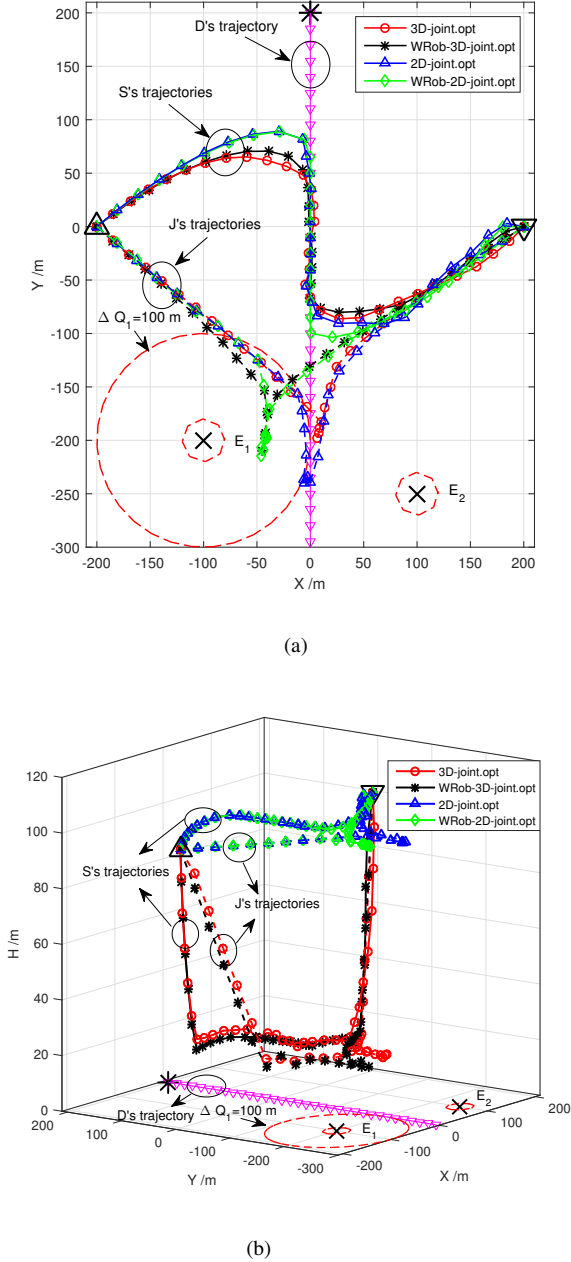 200
150
100
50
0
-50
-100
-150
-200
-250
-300
Y /m
-200
-150
-100
-50
0
50
100
150
200
X /m
D's trajectory
S's trajectories
J's trajectories
Δ Q1=100 m
E1
E2
3D-joint.opt
WRob-3D-joint.opt
2D-joint.opt
WRob-2D-joint.opt
(a)
120
100
80
60
40
20
0
H /m
200
100
0
-100
-200
-300
Y /m
-200
-100
0
100
200
X /m
3D-joint.opt
WRob-3D-joint.opt
2D-joint.opt
WRob-2D-joint.opt
S's trajectories
J's trajectories
D's trajectory
Δ Q1=100 m
E1
E2
(b)